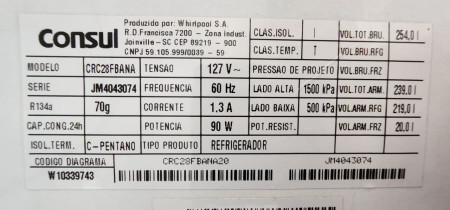 consul
Produzido por: Whirlpool S.A.
R.D.Francisca 7200 - Zona Indust.
Joinville-SC CEP 89219 - 900
CNPJ 59.105.999/0039 - 59
CLAS.ISOL. I VOL.TOT.BRU. 254,0 l
CLAS.TEMP. T VOL.BRU.RFG
MODELO CRC28FBANA TENSÃO 127 V~ PRESSAO DE PROJETO VOL.BRU.FRZ
SERIE JM4043074 FREQUENCIA 60 Hz LADO ALTA 1500 kPa VOL.TOT.ARM. 239.0 l
R134a 70g CORRENTE 1.3 A LADO BAIXA 500 kPa VOL.ARM.RFG 219,0 l
CAP.CONG.24h POTENCIA 90 W POT.RESIST. VOL.ARM.FRZ 20.0 l
ISOL.TERM. C-PENTANO TIPO PRODUTO REFRIGERADOR
CODIGO DIAGRAMA CRC28FBANA20 JM4043074
W10339743